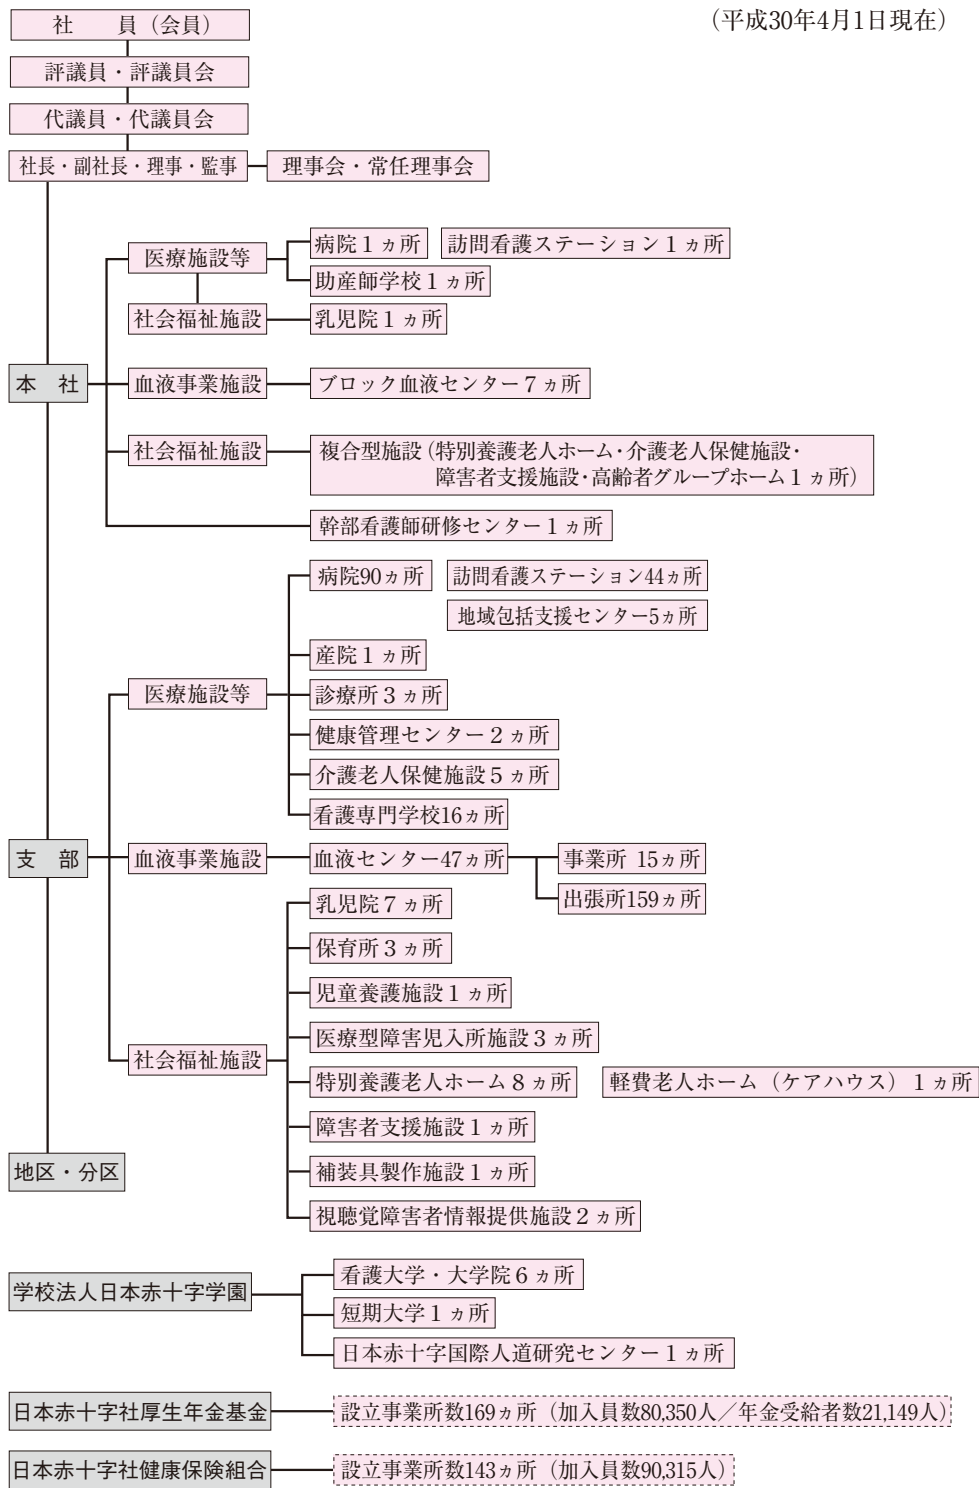 （平成30年4月1日現在）
社　　員（会員）
評議員・評議員会
代議員・代議員会
社長・副社長・理事・監事
理事会・常任理事会
医療施設等
病院１ヵ所
訪問看護ステーション１ヵ所
助産師学校１ヵ所
社会福祉施設
乳児院１ヵ所
本　社
血液事業施設
ブロック血液センター７ヵ所
社会福祉施設
複合型施設（特別養護老人ホーム・介護老人保健施設・
障害者支援施設・高齢者グループホーム１ヵ所）
幹部看護師研修センター１ヵ所
病院90ヵ所
訪問看護ステーション44ヵ所
地域包括支援センター5ヵ所
産院１ヵ所
医療施設等
診療所３ヵ所
健康管理センター２ヵ所
介護老人保健施設５ヵ所
看護専門学校16ヵ所
支　部
血液事業施設
血液センター47ヵ所
事業所 15ヵ所
出張所159ヵ所
乳児院７ヵ所
保育所３ヵ所
児童養護施設１ヵ所
医療型障害児入所施設３ヵ所
社会福祉施設
特別養護老人ホーム８ヵ所
軽費老人ホーム（ケアハウス）１ヵ所
障害者支援施設１ヵ所
補装具製作施設１ヵ所
地区・分区
視聴覚障害者情報提供施設２ヵ所
学校法人日本赤十字学園
看護大学・大学院６ヵ所
短期大学１ヵ所
日本赤十字国際人道研究センター１ヵ所
日本赤十字社厚生年金基金
設立事業所数169ヵ所（加入員数80,350人／年金受給者数21,149人）
日本赤十字社健康保険組合
設立事業所数143ヵ所（加入員数90,315人）